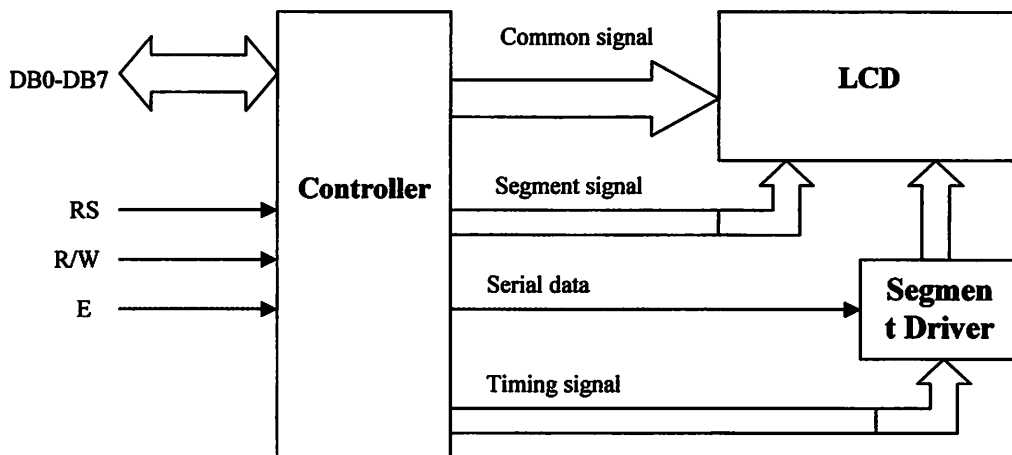 Common signal
LCD
DB0-DB7
Controller
Segment signal
RS
R/W
Serial data
E
Segmen
t Driver
Timing signal